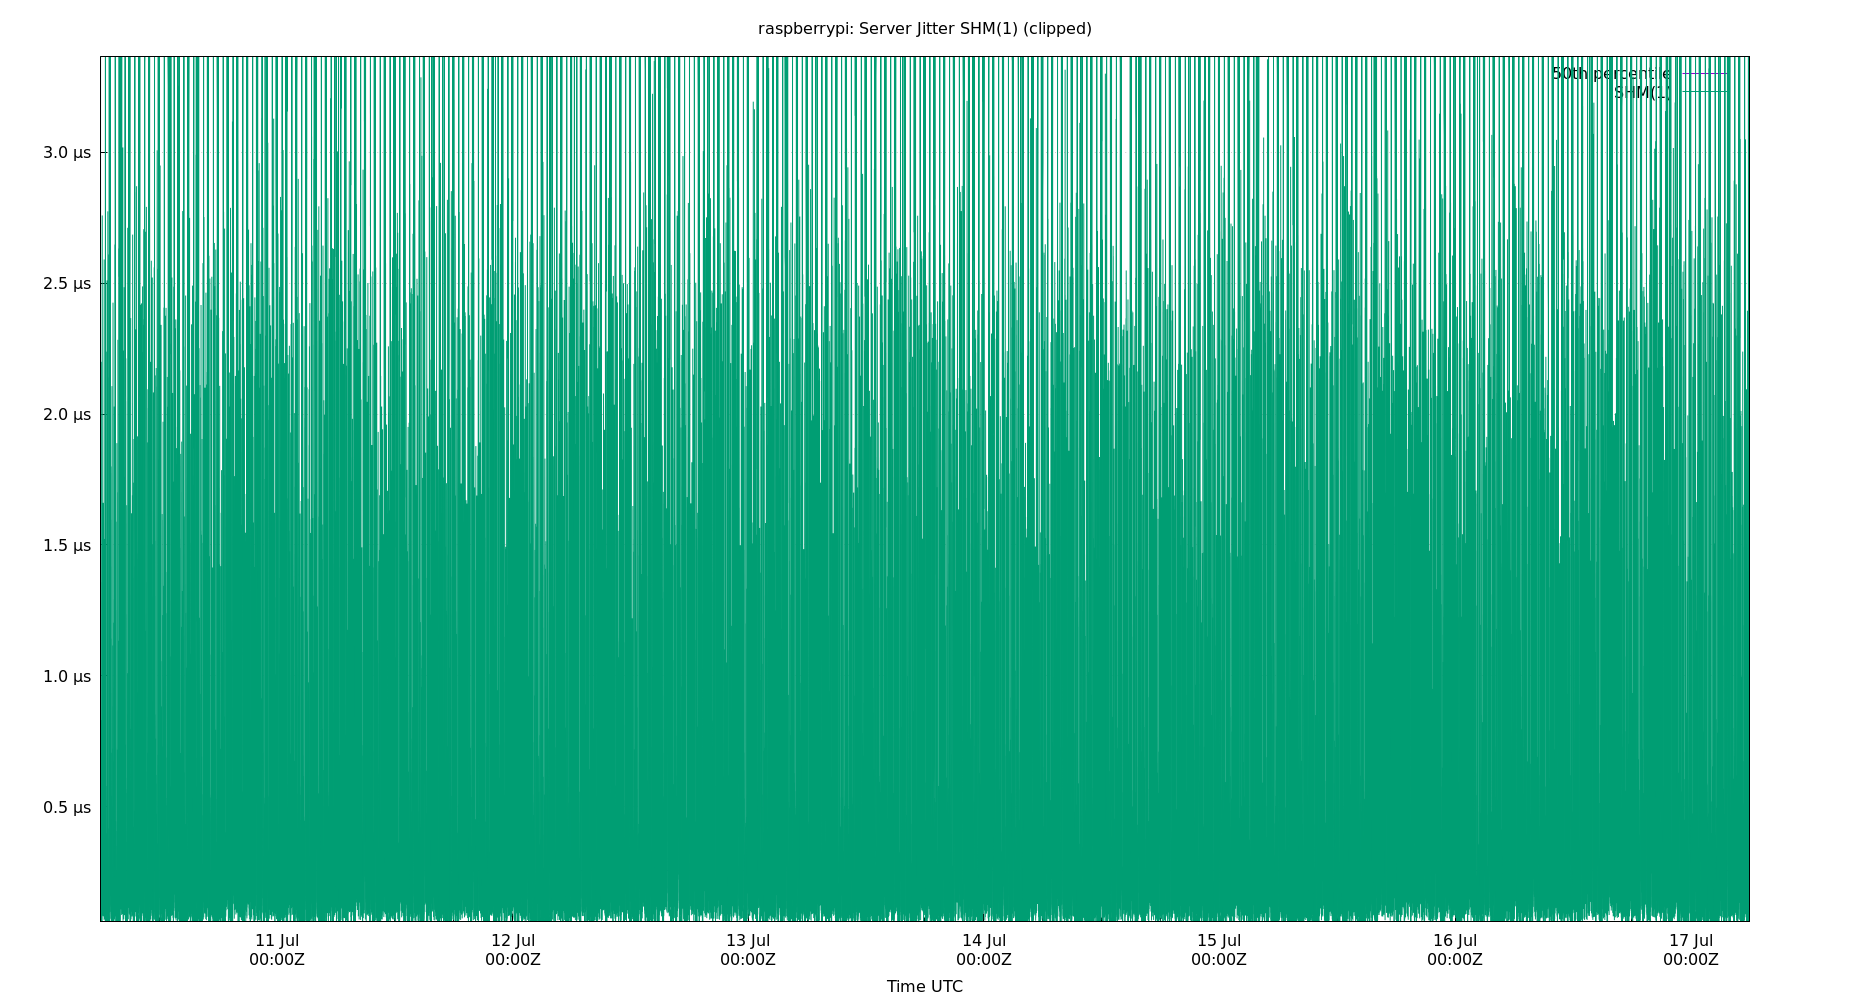 raspberrypi: Server Jitter SHM(1) (clipped)
50th percentile
SHM(1)
3.0 µs
2.5 µs
2.0 µs
1.5 µs
1.0 µs
0.5 µs
11 Jul 12 Jul 13 Jul 14 Jul 15 Jul 16 Jul 17 Jul
00:00Z 00:00Z 00:00Z 00:00Z 00:00Z 00:00Z 00:00Z
Time UTC